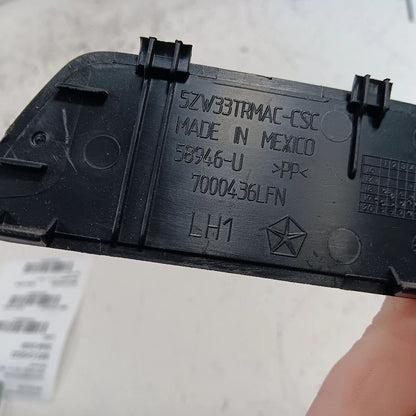 5ZW33TRMAC-CSC
MADE IN MEXICO
58946-U >PP<
7000436LFN
LH1